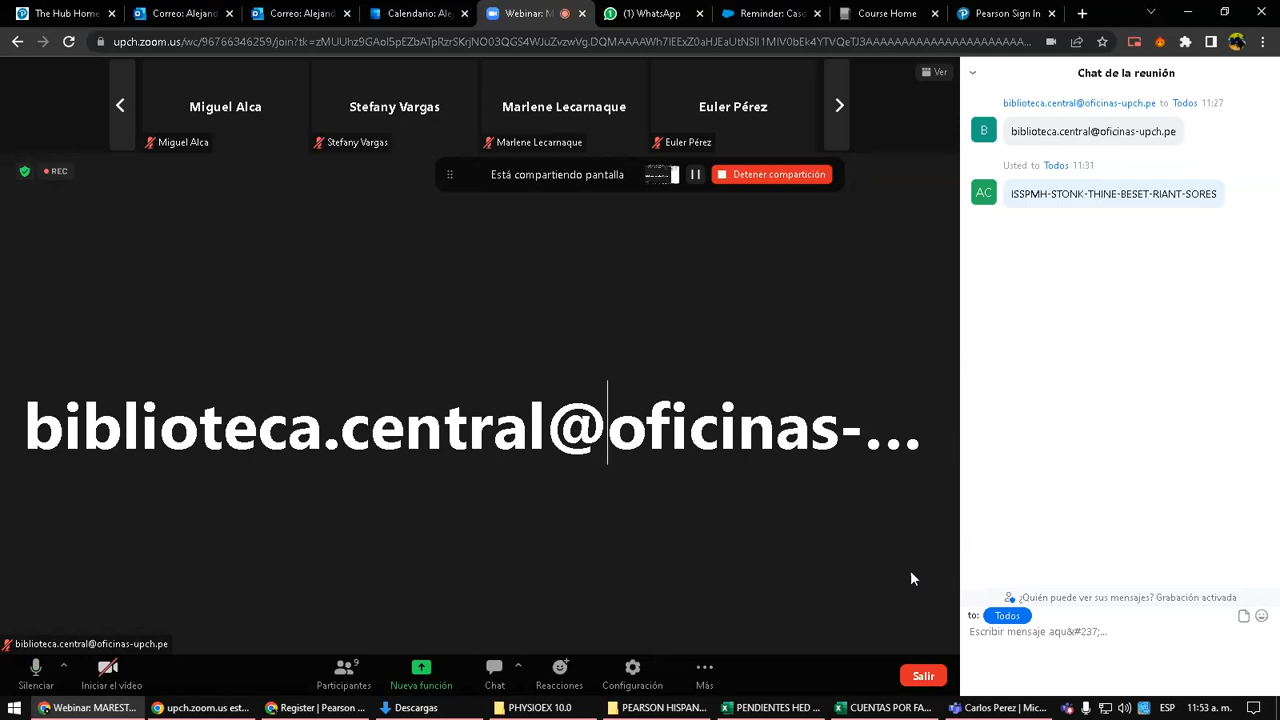 The Hub Home
Correo: Alejand
Correo: Alejand
Calendario: Alej
Webinar: M
(1) WhatsApp
Reminder: Caso
Course Home
Pearson Sign In
Miguel Alca
Stefany Vargas
Marlene Lecarnaque
Euler Pérez
Miguel Alca
Stefany Vargas
Marlene Lecarnaque
Euler Pérez
Ver
REC
Está compartiendo pantalla
Detener compartición
biblioteca.central@oficinas-...
biblioteca.central@oficinas-upch.pe
Chat de la reunión
biblioteca.central@oficinas-upch.pe to Todos 11:27
B
biblioteca.central@oficinas-upch.pe
Usted to Todos 11:31
AC
ISSPMH-STONK-THINE-BESET-RIANT-SORES
¿Quién puede ver sus mensajes? Grabación activada
to: Todos
Escribir mensaje aqu&#237;...
Silenciar
Iniciar el vídeo
9
Participantes
Nueva función
Chat
Reacciones
Configuración
Más
Salir
Webinar: MAREST...
upch.zoom.us est...
Register | Pearson ...
Descargas
PHYSIOEX 10.0
PEARSON HISPAN...
PENDIENTES HED ...
CUENTAS POR FA...
Carlos Perez | Mic...
ESP
11:53 a. m.